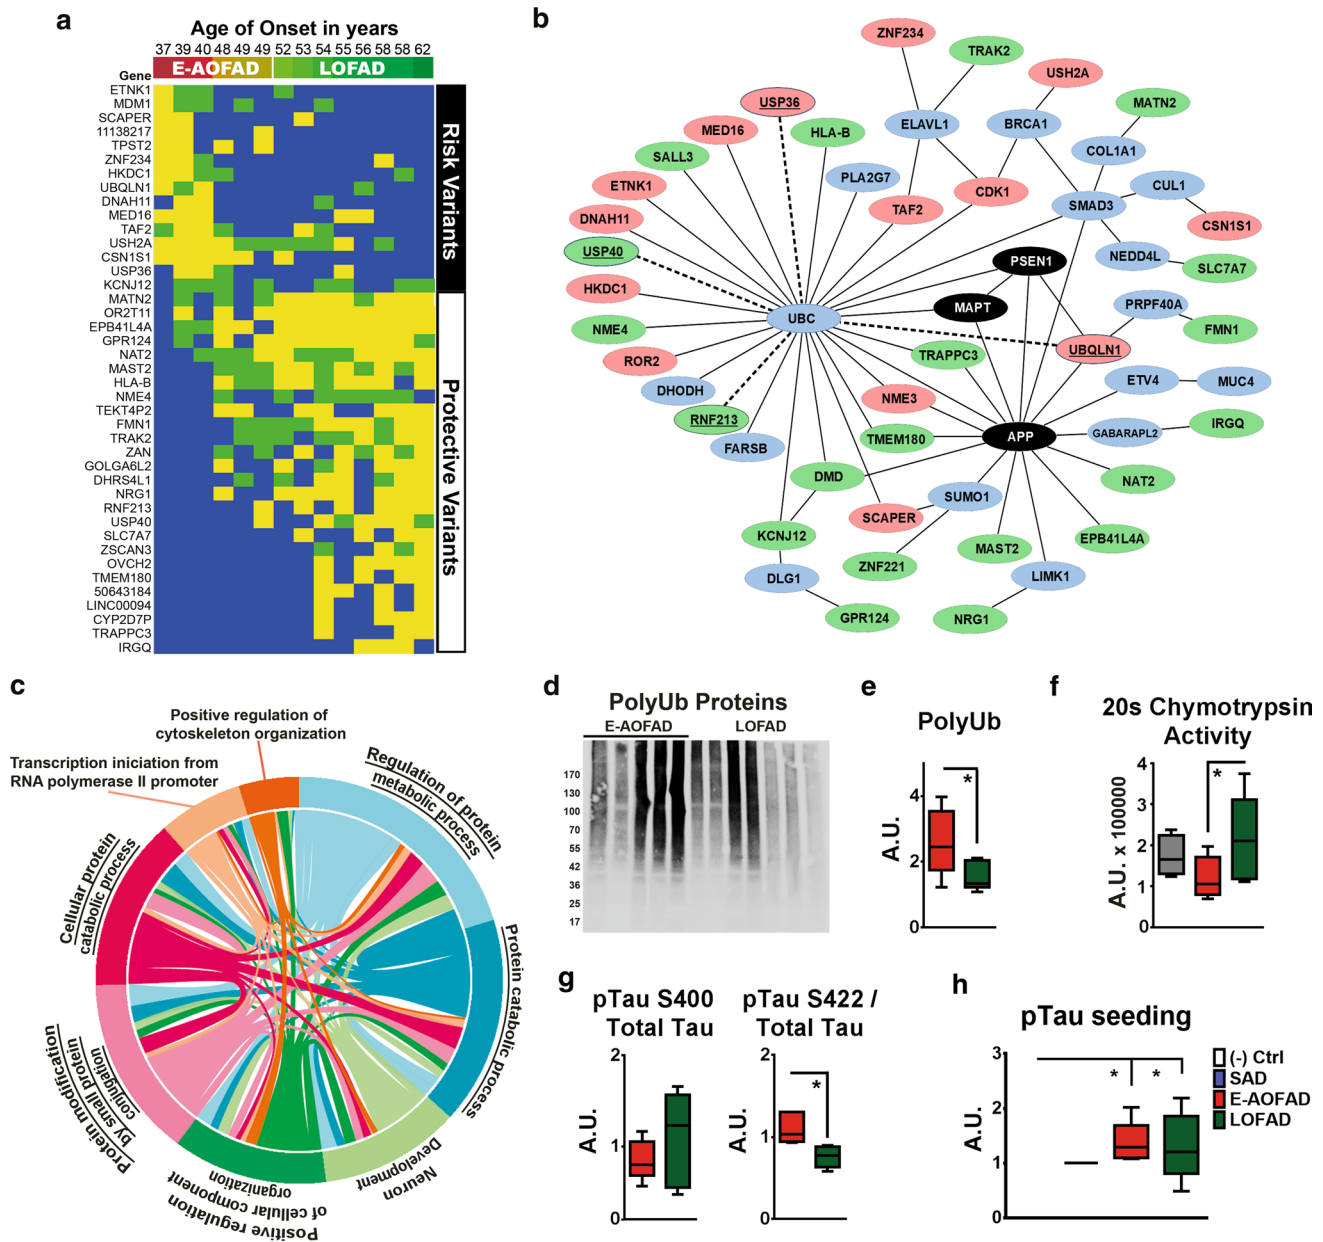 a
Age of Onset in years
37 39 40 48 49 49 52 53 54 55 56 58 58 62
Gene
E-AOFAD
LOFAD
ETNK1
MDM1
SCAPER
11138217
TPST2
ZNF234
HKDC1
UBQLN1
DNAH11
MED16
TAF2
USH2A
CSN1S1
USP36
KCNJ12
MATN2
OR2T11
EPB41L4A
GPR124
NAT2
MAST2
HLA-B
NME4
TEKT4P2
FMN1
TRAK2
ZAN
GOLGA6L2
DHRS4L1
NRG1
RNF213
USP40
SLC7A7
ZSCAN3
OVCH2
TMEM180
50643184
LINC00094
CYP2D7P
TRAPPC3
IRGQ
Risk Variants
Protective Variants
b
ZNF234
TRAK2
USH2A
USP36
MATN2
MED16
HLA-B
ELAVL1
BRCA1
SALL3
COL1A1
PLA2G7
ETNK1
CDK1
CUL1
TAF2
SMAD3
DNAH11
CSN1S1
USP40
PSEN1
NEDD4L
SLC7A7
HKDC1
MAPT
PRPF40A
UBC
NME4
FMN1
UBQLN1
TRAPPC3
ROR2
DHODH
ETV4
MUC4
NME3
RNF213
IRGQ
APP
GABARAPL2
TMEM180
FARSB
DMD
NAT2
SUMO1
SCAPER
KCNJ12
EPB41L4A
MAST2
ZNF221
DLG1
LIMK1
GPR124
NRG1
c
Positive regulation of
cytoskeleton organization
Transcription iniciation from
RNA polymerase II promoter
Regulation of protein
metabolic process
Cellular protein
catabolic process
Protein catabolic process
Protein modification
by small protein
conjugation
Positive regulation
of cellular component
organization
Neuron
Development
d
PolyUb Proteins
E-AOFAD
LOFAD
170
130
100
70
55
42
36
25
17
e
PolyUb
A.U.
4
2
0
*
f
20s Chymotrypsin
Activity
A.U. x 100000
4
3
2
1
0
*
g
pTau S400
Total Tau
A.U.
2
1
0
pTau S422 /
Total Tau
2
1
0
*
h
pTau seeding
A.U.
3
2
1
0
* *
(-) Ctrl
SAD
E-AOFAD
LOFAD